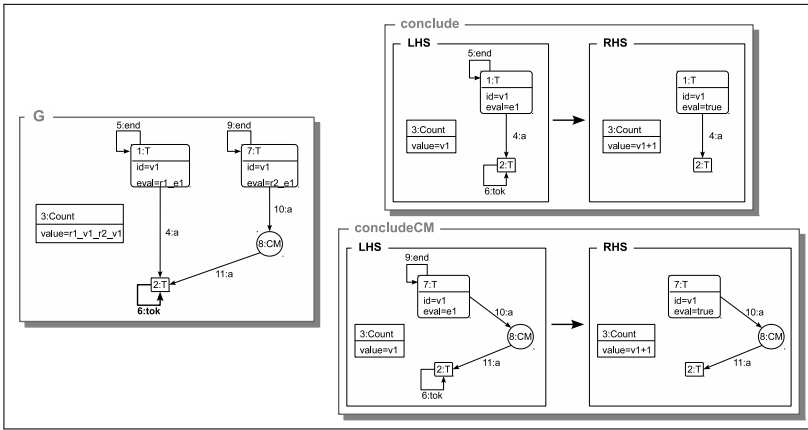 G
5:end
9:end
1:T
id=v1
eval=r1_e1
7:T
id=v1
eval=r2_e1
3:Count
value=r1_v1_r2_v1
4:a
10:a
8:CM
11:a
2:T
6:tok
conclude
LHS
5:end
1:T
id=v1
eval=e1
3:Count
value=v1
4:a
2:T
6:tok
RHS
1:T
id=v1
eval=true
3:Count
value=v1+1
4:a
2:T
concludeCM
LHS
9:end
7:T
id=v1
eval=e1
10:a
3:Count
value=v1
8:CM
11:a
2:T
6:tok
RHS
7:T
id=v1
eval=true
10:a
3:Count
value=v1+1
8:CM
11:a
2:T